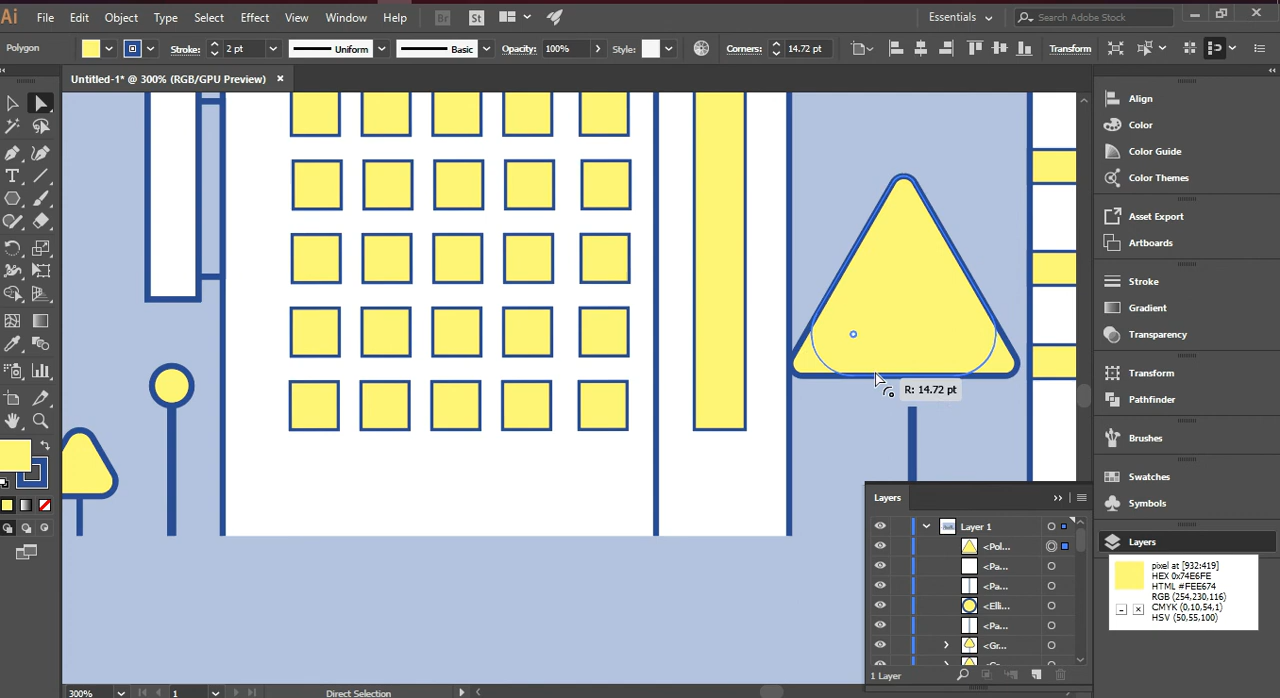 Ai File Edit Object Type Select Effect View Window Help Br St Essentials Search Adobe Stock
Polygon Stroke: 2 pt Uniform Basic Opacity: 100% Style: Corners: 14.72 pt Transform
Untitled-1* @ 300% (RGB/GPU Preview) ×
Align
Color
Color Guide
Color Themes
Asset Export
Artboards
Stroke
Gradient
Transparency
Transform
Pathfinder
Brushes
Swatches
Symbols
Layers
R: 14.72 pt
Layers
Layer 1
<Pol...
<Pa...
<Pa...
<Elli...
<Pa...
<Gr...
1 Layer
pixel at [932:419]
HEX 0x74E6FE
HTML #FEE674
RGB (254,230,116)
CMYK (0,10,54,1)
HSV (50,55,100)
300% 1 Direct Selection